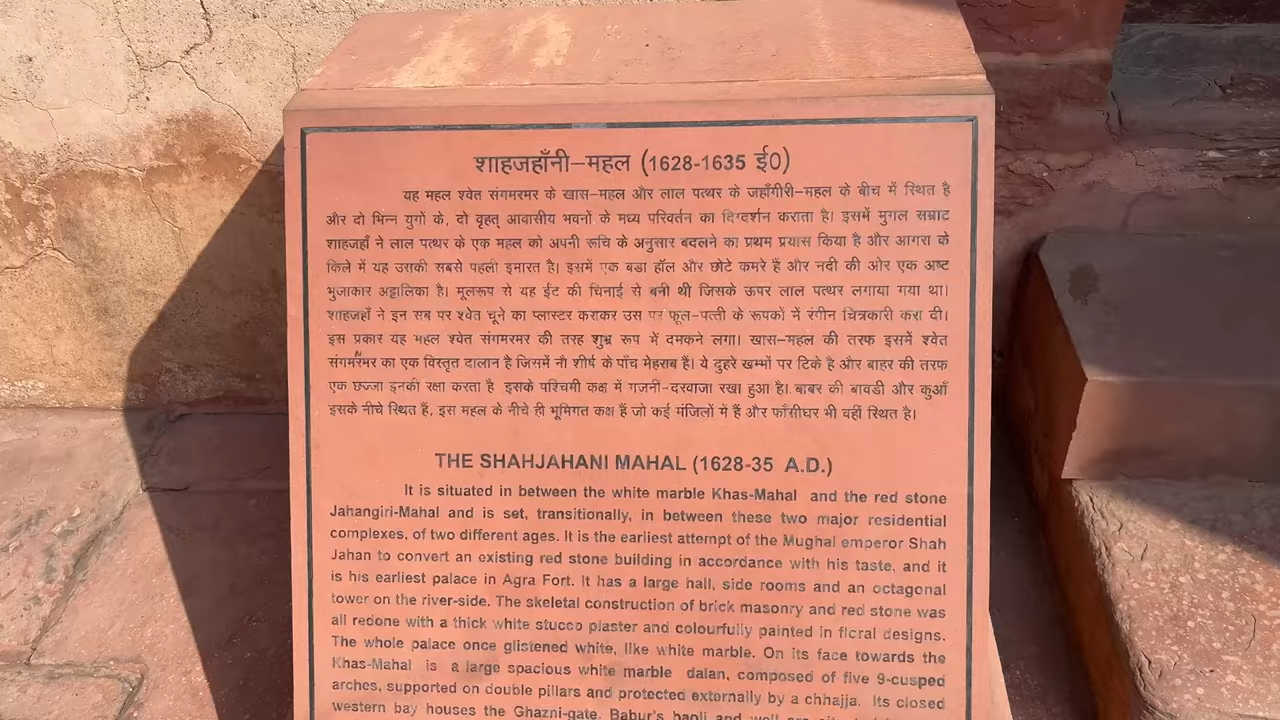 शाहजहाँनी–महल (1628-1635 ई0)
यह महल श्वेत संगमरमर के खास–महल और लाल पत्थर के जहाँगीरी–महल के बीच में स्थित है
और दो भिन्न युगों के, दो वृहत् आवासीय भवनों के मध्य परिवर्तन का दिग्दर्शन कराता है। इसमें मुगल सम्राट
शाहजहाँ ने लाल पत्थर के एक महल को अपनी रूचि के अनुसार बदलने का प्रथम प्रयास किया है और आगरा के
किले में यह उसकी सबसे पहली इमारत है। इसमें एक बडा हॉल और छोटे कमरे हैं और नदी की और एक अष्ट
भुजाकार अट्टालिका है। मूलरूप से यह ईंट की चिनाई से बनी थी जिसके ऊपर लाल पत्थर लगाया गया था।
शाहजहाँ ने इन सब पर श्वेत चूने का प्लास्टर कराकर उस पर फूल–पत्ती के रूपकों में रंगीन चित्रकारी करा दी।
इस प्रकार यह महल श्वेत संगमरमर की तरह शुभ्र रूप में दमकने लगा। खास–महल की तरफ इसमें श्वेत
संगमरमर का एक विस्तृत दालान है जिसमें नौ शीर्ष के पाँच मेहराब हैं। ये दुहरे खम्भों पर टिके है और बाहर की तरफ
एक छज्जा इनकी रक्षा करता है इसके पश्चिमी कक्ष में गजनी–दरवाजा रखा हुआ है। बाबर की बावडी और कुआँ
इसके नीचे स्थित हैं, इस महल के नीचे ही भूमिगत कक्ष हैं जो कई मंजिलों में हैं और फाँसीघर भी वहीं स्थित है।
THE SHAHJAHANI MAHAL (1628-35 A.D.)
It is situated in between the white marble Khas-Mahal and the red stone
Jahangiri-Mahal and is set, transitionally, in between these two major residential
complexes, of two different ages. It is the earliest attempt of the Mughal emperor Shah
Jahan to convert an existing red stone building in accordance with his taste, and it
is his earliest palace in Agra Fort. It has a large hall, side rooms and an octagonal
tower on the river-side. The skeletal construction of brick masonry and red stone was
all redone with a thick white stucco plaster and colourfully painted in floral designs.
The whole palace once glistened white, like white marble. On its face towards the
Khas-Mahal is a large spacious white marble dalan, composed of five 9-cusped
arches, supported on double pillars and protected externally by a chhajja. Its closed
western bay houses the Ghazni-gate. Babur's baoli and well are